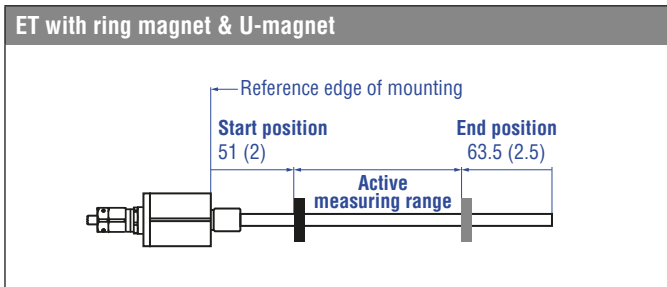 ET with ring magnet & U-magnet
Reference edge of mounting
Start position
51 (2)
End position
63.5 (2.5)
Active
measuring range